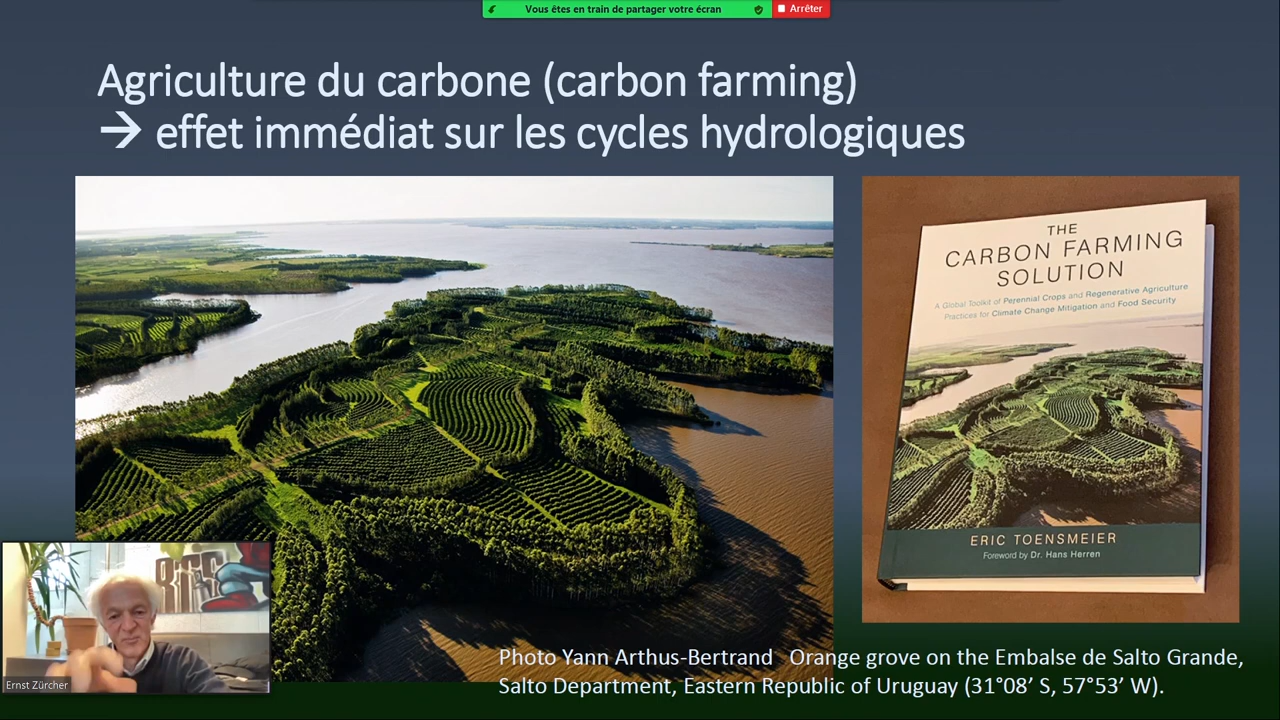 Vous êtes en train de partager votre écran
Arrêter
Agriculture du carbone (carbon farming)
→ effet immédiat sur les cycles hydrologiques
THE
CARBON FARMING
SOLUTION
A Global Toolkit of Perennial Crops and Regenerative Agriculture
Practices for Climate Change Mitigation and Food Security
ERIC TOENSMEIER
Foreword by Dr. Hans Herren
Ernst Zürcher
Photo Yann Arthus-Bertrand   Orange grove on the Embalse de Salto Grande,
Salto Department, Eastern Republic of Uruguay (31°08’ S, 57°53’ W).